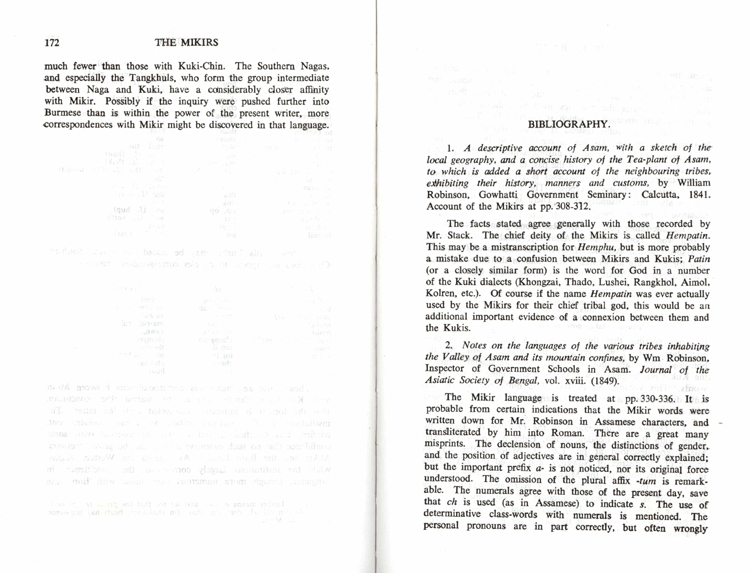 172 THE MIKIRS
much fewer than those with Kuki-Chin. The Southern Nagas,
and especially the Tangkhuls, who form the group intermediate
between Naga and Kuki, have a considerably closer affinity
with Mikir. Possibly if the inquiry were pushed further into
Burmese than is within the power of the present writer, more
correspondences with Mikir might be discovered in that language.
BIBLIOGRAPHY.
1. A descriptive account of Asam, with a sketch of the
local geography, and a concise history of the Tea-plant of Asam,
to which is added a short account of the neighbouring tribes,
exhibiting their history, manners and customs, by William
Robinson, Gowhatti Government Seminary: Calcutta, 1841.
Account of the Mikirs at pp. 308-312.
The facts stated agree generally with those recorded by
Mr. Stack. The chief deity of the Mikirs is called Hempatin.
This may be a mistranscription for Hemphu, but is more probably
a mistake due to a confusion between Mikirs and Kukis; Patin
(or a closely similar form) is the word for God in a number
of the Kuki dialects (Khongzai, Thado, Lushei, Rangkhol, Aimol,
Kolren, etc.). Of course if the name Hempatin was ever actually
used by the Mikirs for their chief tribal god, this would be an
additional important evidence of a connexion between them and
the Kukis.
2. Notes on the languages of the various tribes inhabiting
the Valley of Asam and its mountain confines, by Wm Robinson,
Inspector of Government Schools in Asam. Journal of the
Asiatic Society of Bengal, vol. xviii. (1849).
The Mikir language is treated at pp. 330-336. It is
probable from certain indications that the Mikir words were
written down for Mr. Robinson in Assamese characters, and
transliterated by him into Roman. There are a great many
misprints. The declension of nouns, the distinctions of gender,
and the position of adjectives are in general correctly explained;
but the important prefix a- is not noticed, nor its original force
understood. The omission of the plural affix -tum is remark-
able. The numerals agree with those of the present day, save
that ch is used (as in Assamese) to indicate s. The use of
determinative class-words with numerals is mentioned. The
personal pronouns are in part correctly, but often wrongly